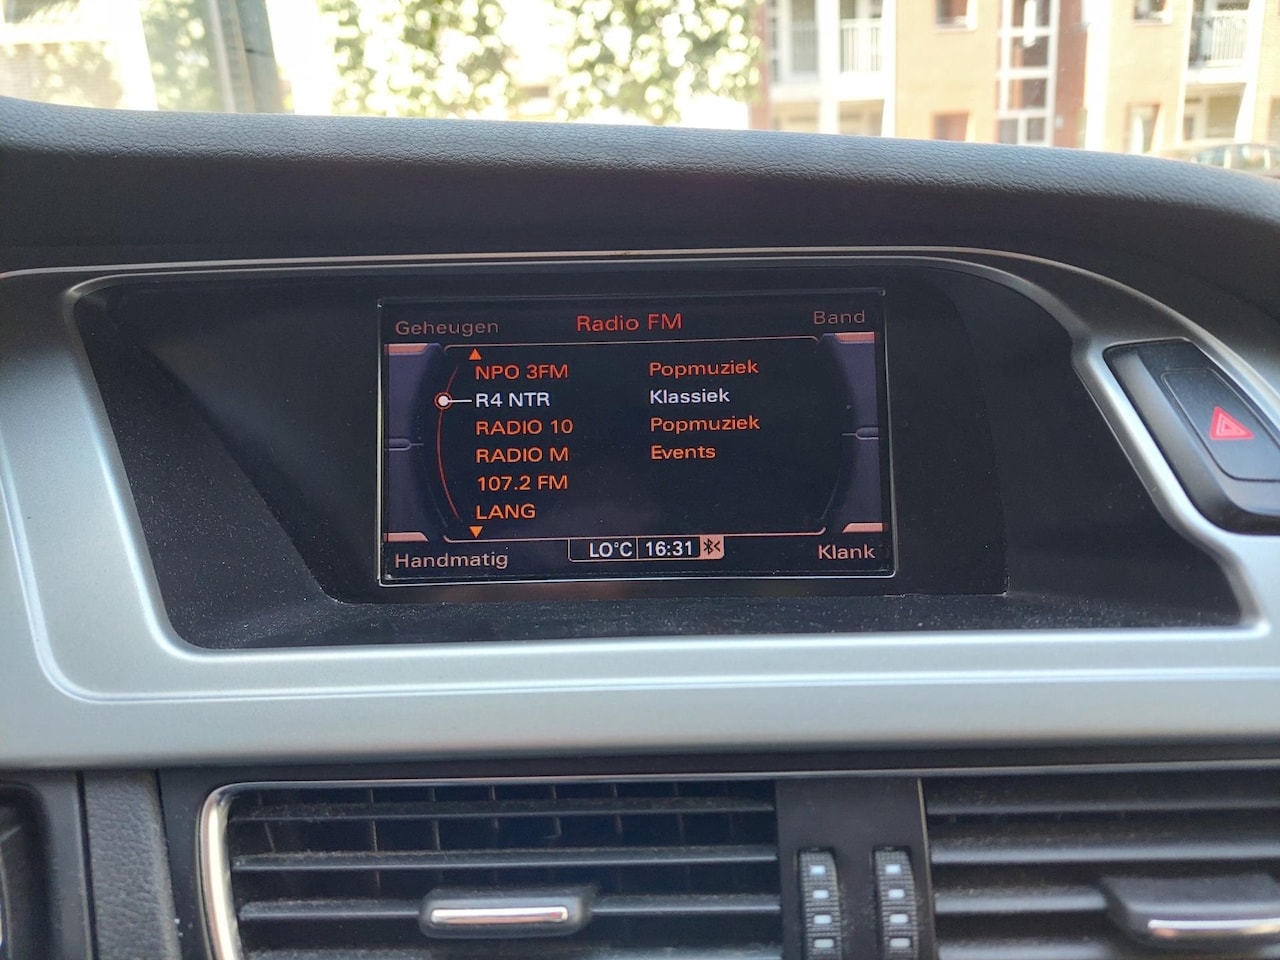 Geheugen Radio FM Band
NPO 3FM Popmuziek
R4 NTR Klassiek
RADIO 10 Popmuziek
RADIO M Events
107.2 FM
LANG
Handmatig LO°C 16:31 Klank